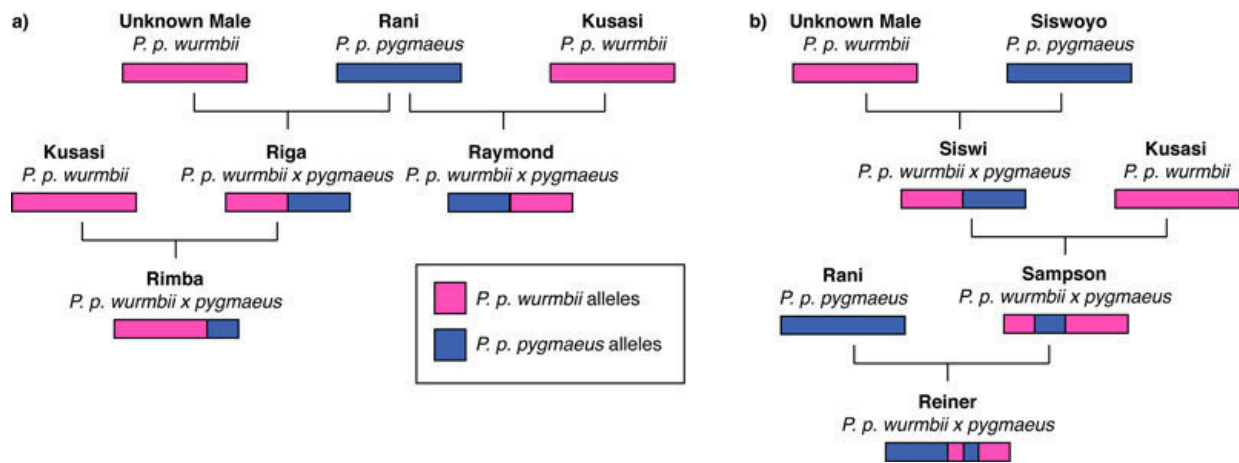 a)
Unknown Male
P. p. wurmbii
Rani
P. p. pygmaeus
Kusasi
P. p. wurmbii
Kusasi
P. p. wurmbii
Riga
P. p. wurmbii x pygmaeus
Raymond
P. p. wurmbii x pygmaeus
Rimba
P. p. wurmbii x pygmaeus
P. p. wurmbii alleles
P. p. pygmaeus alleles
b)
Unknown Male
P. p. wurmbii
Siswoyo
P. p. pygmaeus
Siswi
P. p. wurmbii x pygmaeus
Kusasi
P. p. wurmbii
Rani
P. p. pygmaeus
Sampson
P. p. wurmbii x pygmaeus
Reiner
P. p. wurmbii x pygmaeus